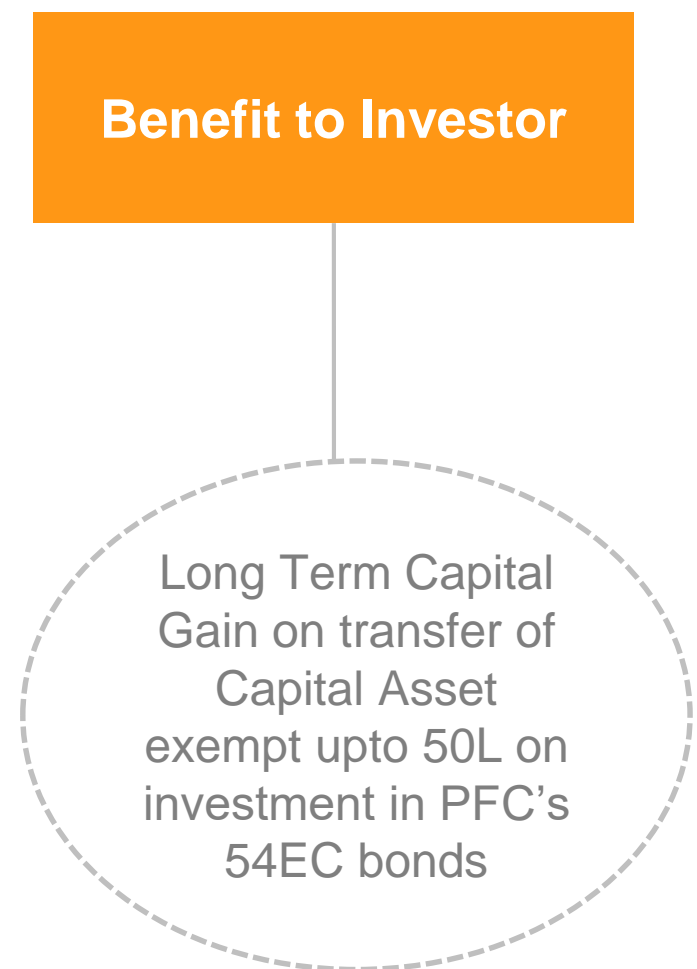 Benefit to Investor
Long Term Capital
Gain on transfer of
Capital Asset
exempt upto 50L on
investment in PFC’s
54EC bonds